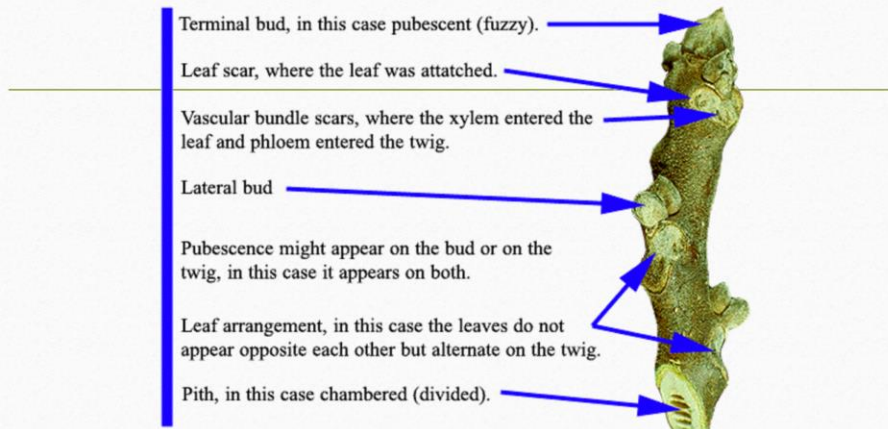 Terminal bud, in this case pubescent (fuzzy).
Leaf scar, where the leaf was attatched.
Vascular bundle scars, where the xylem entered the
leaf and phloem entered the twig.
Lateral bud
Pubescence might appear on the bud or on the
twig, in this case it appears on both.
Leaf arrangement, in this case the leaves do not
appear opposite each other but alternate on the twig.
Pith, in this case chambered (divided).